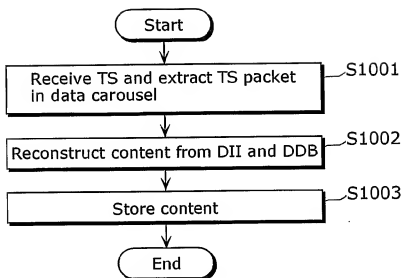 Start
Receive TS and extract TS packet
in data carousel
S1001
Reconstruct content from DII and DDB
S1002
Store content
S1003
End